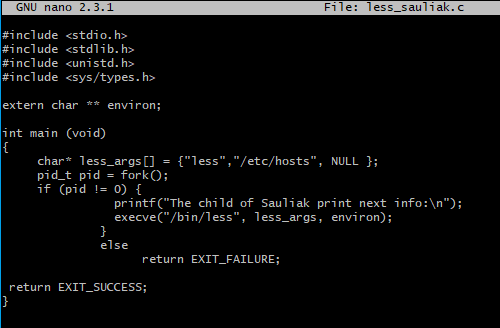 GNU nano 2.3.1 File: less_sauliak.c
#include <stdio.h>
#include <stdlib.h>
#include <unistd.h>
#include <sys/types.h>
extern char ** environ;
int main (void)
{
char* less_args[] = {"less","/etc/hosts", NULL };
pid_t pid = fork();
if (pid != 0) {
printf("The child of Sauliak print next info:\n");
execve("/bin/less", less_args, environ);
}
else
return EXIT_FAILURE;
return EXIT_SUCCESS;
}